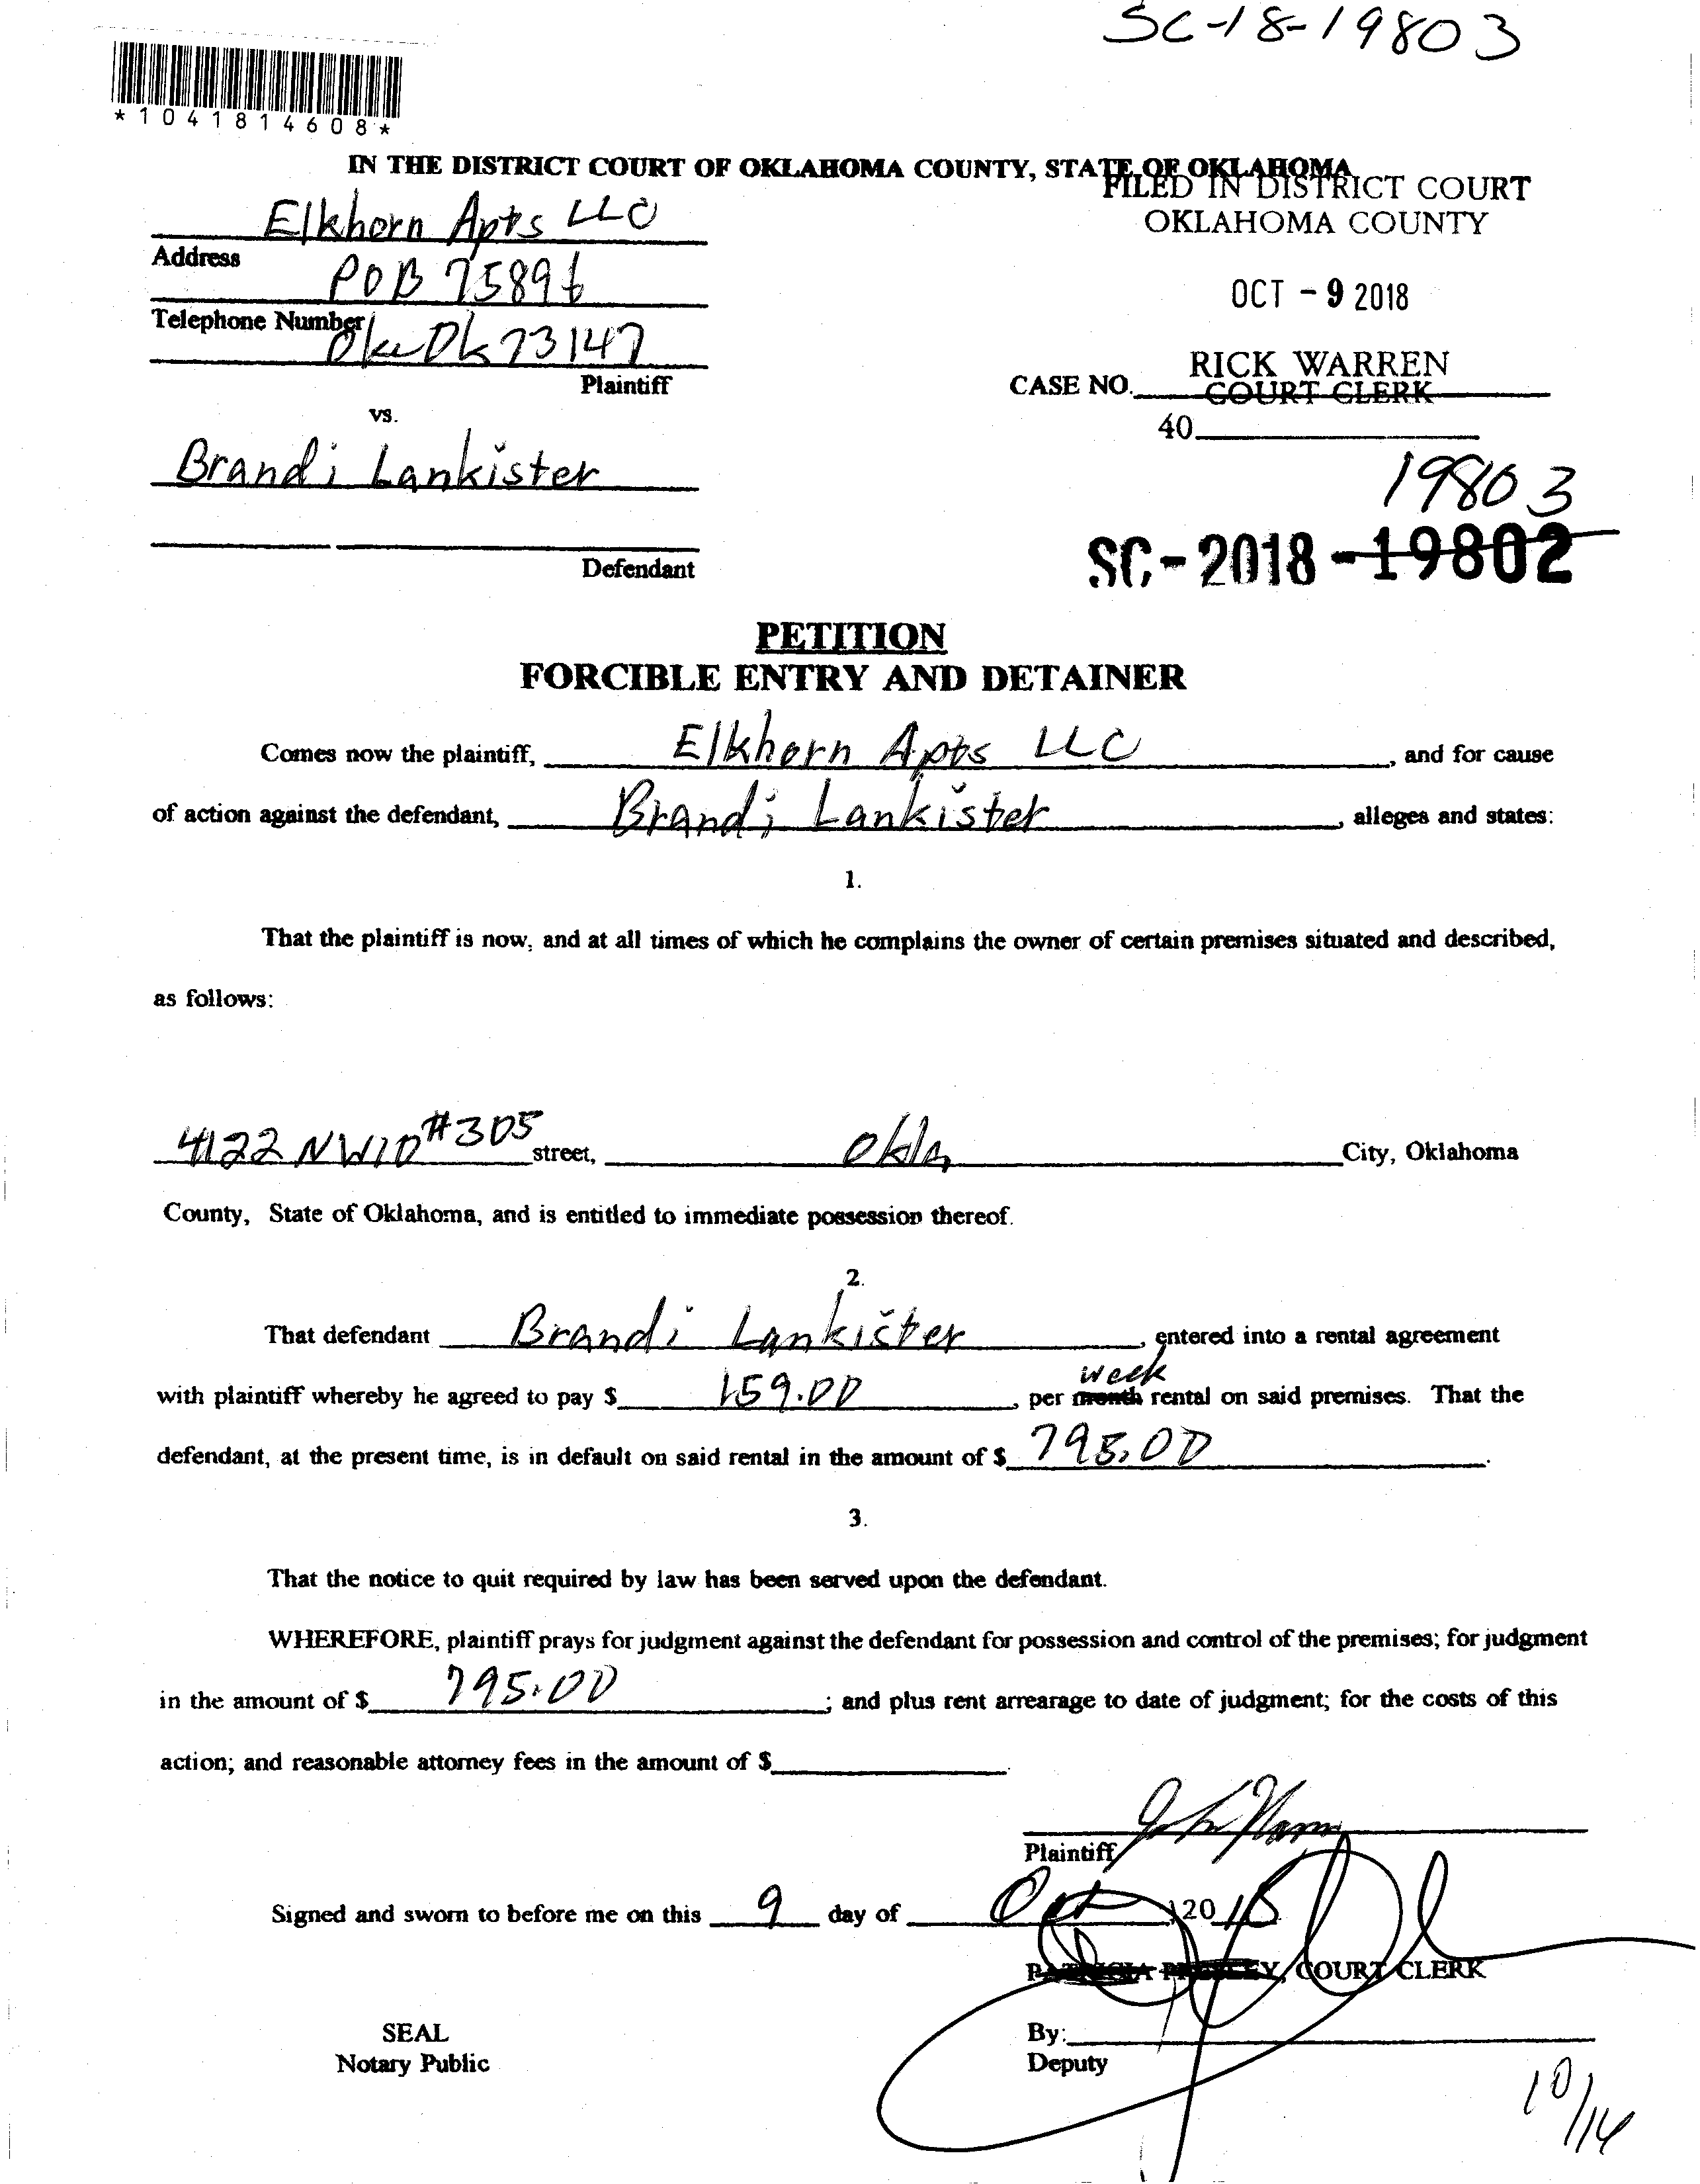 SC-18-19803
*1041814608*
IN THE DISTRICT COURT OF OKLAHOMA COUNTY, STATE OF OKLAHOMA
FILED IN DISTRICT COURT
OKLAHOMA COUNTY
OCT - 9 2018
RICK WARREN
COURT CLERK
Elkhorn Apts LLC
Address
POB 75896
Telephone Number
Okc Ok 73147
Plaintiff
CASE NO.
vs.
40
Brandi Lankister
19803
SC-2018-19802
Defendant
PETITION
FORCIBLE ENTRY AND DETAINER
Comes now the plaintiff, Elkhorn Apts LLC, and for cause
of action against the defendant, Brandi Lankister, alleges and states:
1.
That the plaintiff is now, and at all times of which he complains the owner of certain premises situated and described,
as follows:
4122 NW10 #305 street, Okla City, Oklahoma
County, State of Oklahoma, and is entitled to immediate possession thereof.
2.
That defendant Brandi Lankister, entered into a rental agreement
week
with plaintiff whereby he agreed to pay $ 159.00, per month rental on said premises. That the
defendant, at the present time, is in default on said rental in the amount of $ 795.00.
3.
That the notice to quit required by law has been served upon the defendant.
WHEREFORE, plaintiff prays for judgment against the defendant for possession and control of the premises; for judgment
in the amount of $ 795.00; and plus rent arrearage to date of judgment; for the costs of this
action; and reasonable attorney fees in the amount of $
Plaintiff
Signed and sworn to before me on this 9 day of Oct, 20 18
PATRICIA PRESLEY, COURT CLERK
SEAL
Notary Public
By:
Deputy
10/14